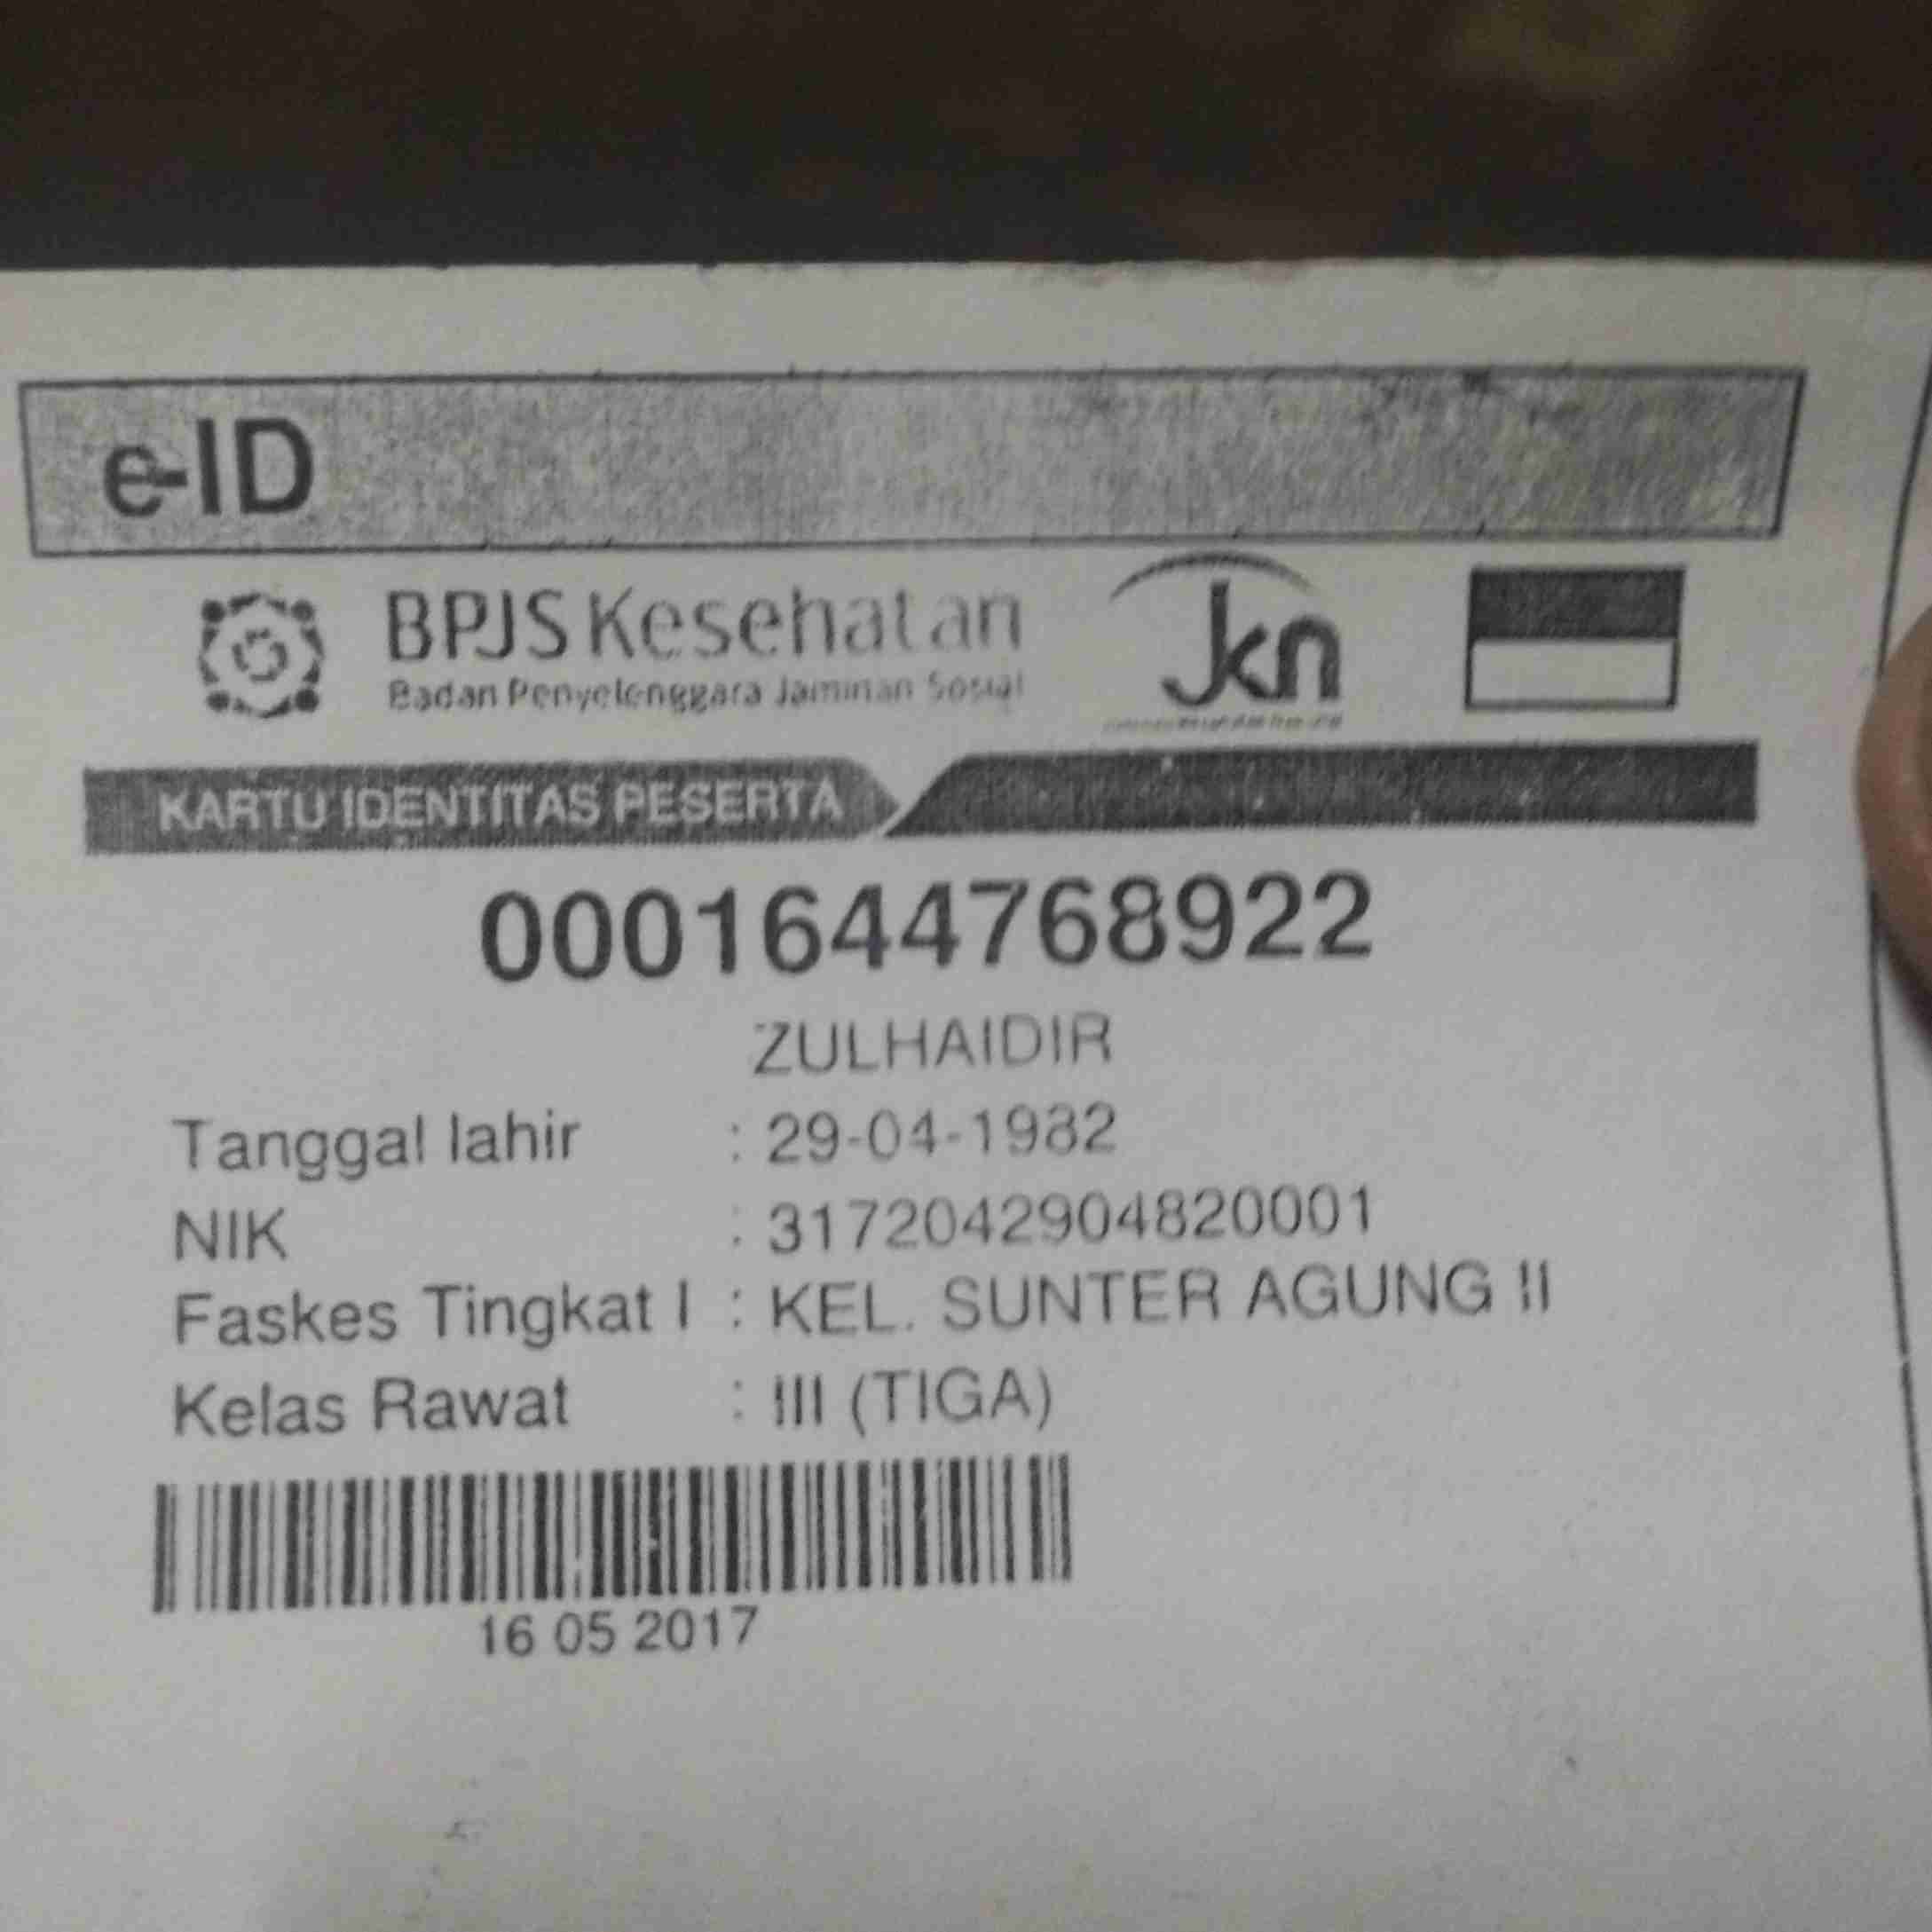 e-ID
BPJS Kesehatan
Badan Penyelenggara Jaminan Sosial
Jkn
KARTU IDENTITAS PESERTA
0001644768922
ZULHAIDIR
Tanggal lahir : 29-04-1982
NIK : 3172042904820001
Faskes Tingkat I : KEL. SUNTER AGUNG II
Kelas Rawat : III (TIGA)
16 05 2017